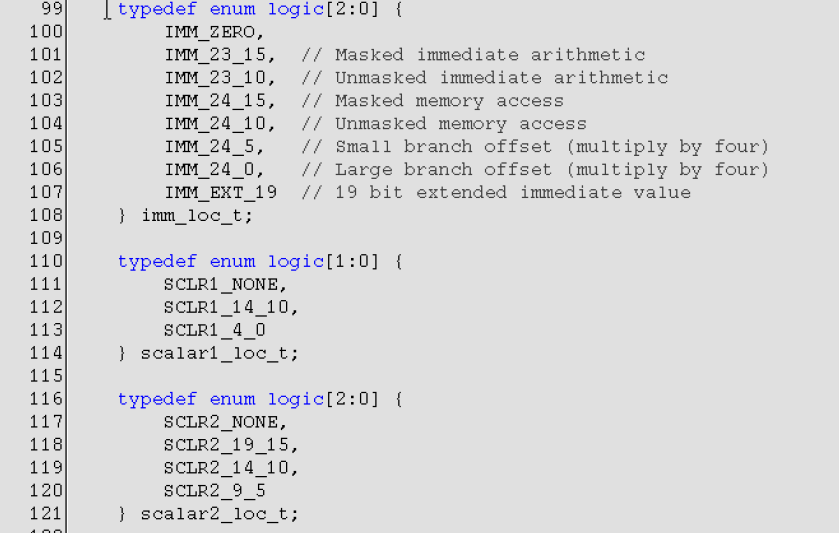 99 typedef enum logic[2:0] {
100 IMM_ZERO,
101 IMM_23_15, // Masked immediate arithmetic
102 IMM_23_10, // Unmasked immediate arithmetic
103 IMM_24_15, // Masked memory access
104 IMM_24_10, // Unmasked memory access
105 IMM_24_5, // Small branch offset (multiply by four)
106 IMM_24_0, // Large branch offset (multiply by four)
107 IMM_EXT_19 // 19 bit extended immediate value
108 } imm_loc_t;
109
110 typedef enum logic[1:0] {
111 SCLR1_NONE,
112 SCLR1_14_10,
113 SCLR1_4_0
114 } scalar1_loc_t;
115
116 typedef enum logic[2:0] {
117 SCLR2_NONE,
118 SCLR2_19_15,
119 SCLR2_14_10,
120 SCLR2_9_5
121 } scalar2_loc_t;